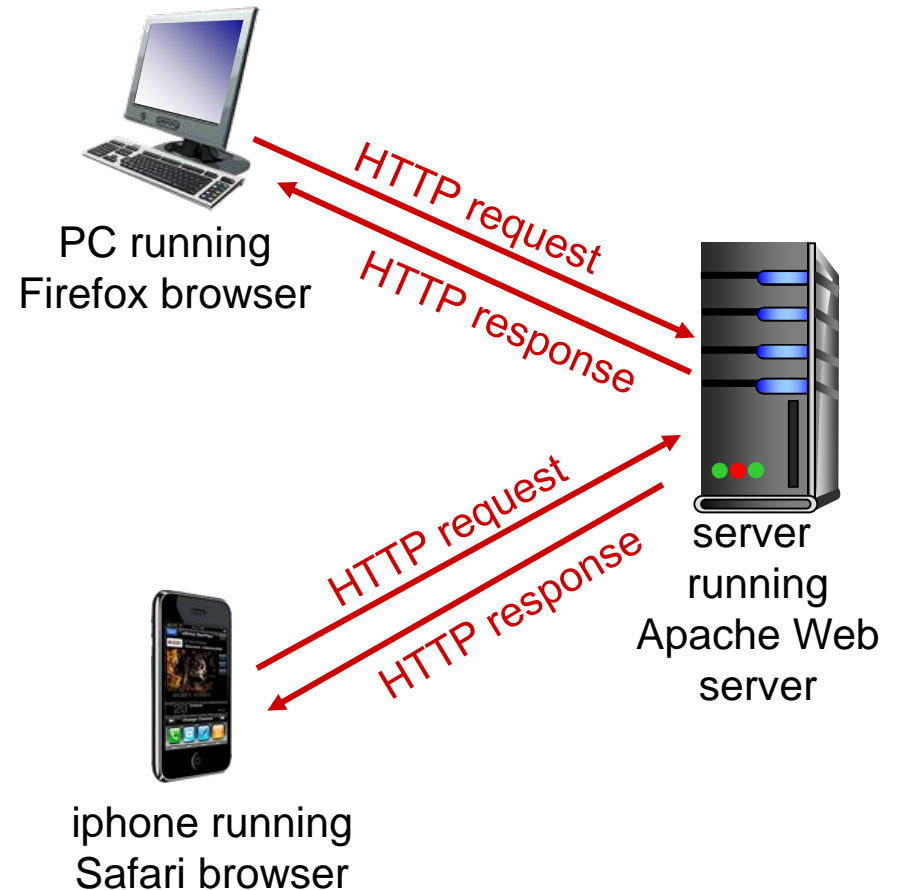 HTTP request
HTTP response
PC running
Firefox browser
HTTP request
HTTP response
server
running
Apache Web
server
iphone running
Safari browser